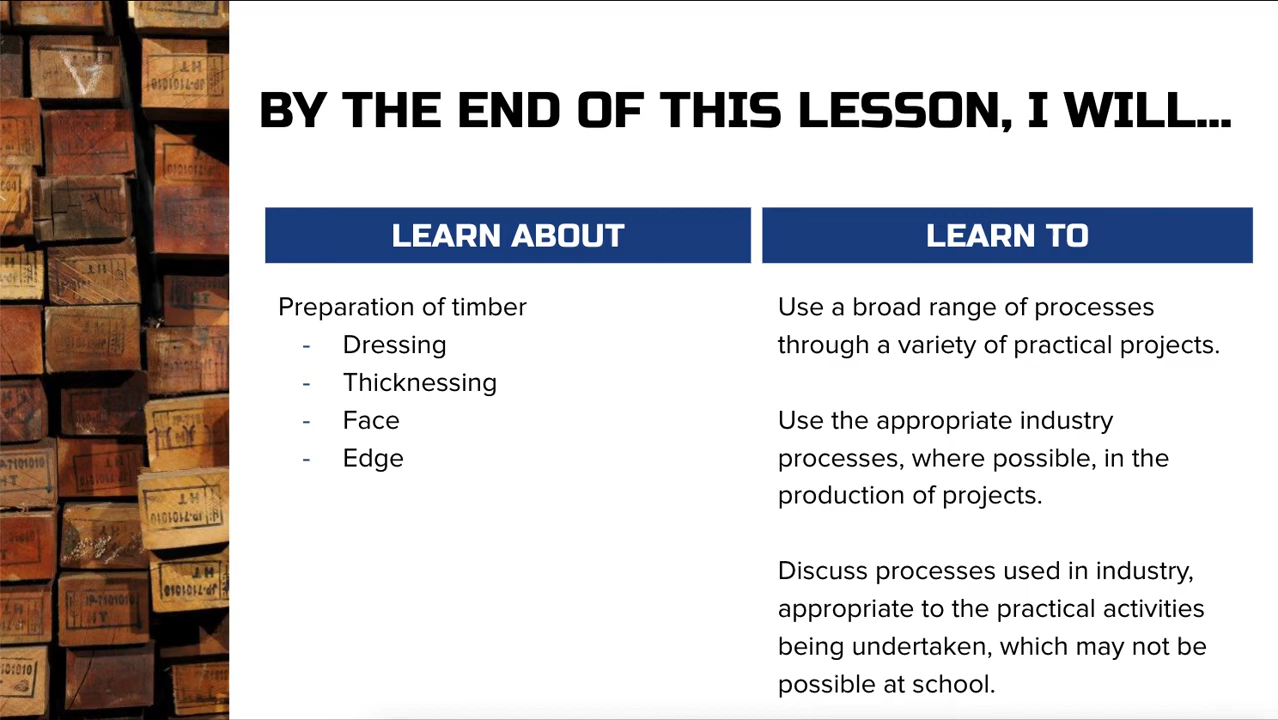 BY THE END OF THIS LESSON, I WILL...
LEARN ABOUT
Preparation of timber
- Dressing
- Thicknessing
- Face
- Edge
LEARN TO
Use a broad range of processes
through a variety of practical projects.
Use the appropriate industry
processes, where possible, in the
production of projects.
Discuss processes used in industry,
appropriate to the practical activities
being undertaken, which may not be
possible at school.